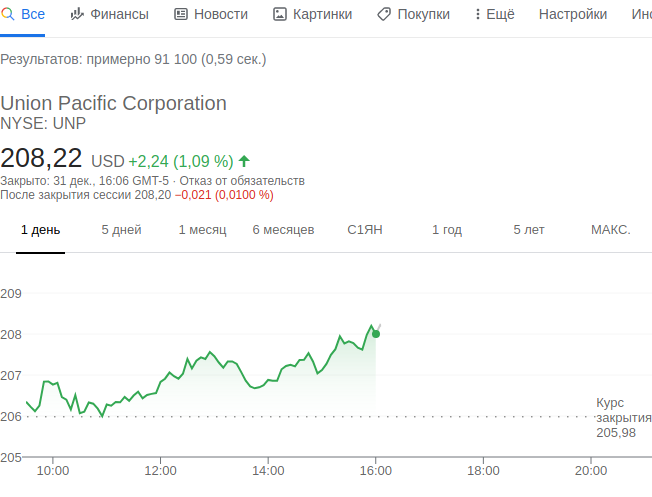 Все Финансы Новости Картинки Покупки Ещё Настройки Инс
Результатов: примерно 91 100 (0,59 сек.)
Union Pacific Corporation
NYSE: UNP
208,22 USD +2,24 (1,09 %)
Закрыто: 31 дек., 16:06 GMT-5 · Отказ от обязательств
После закрытия сессии 208,20 −0,021 (0,0100 %)
1 день 5 дней 1 месяц 6 месяцев С1ЯН 1 год 5 лет МАКС.
209
208
207
206
Курс
закрытия
205,98
205
10:00 12:00 14:00 16:00 18:00 20:00